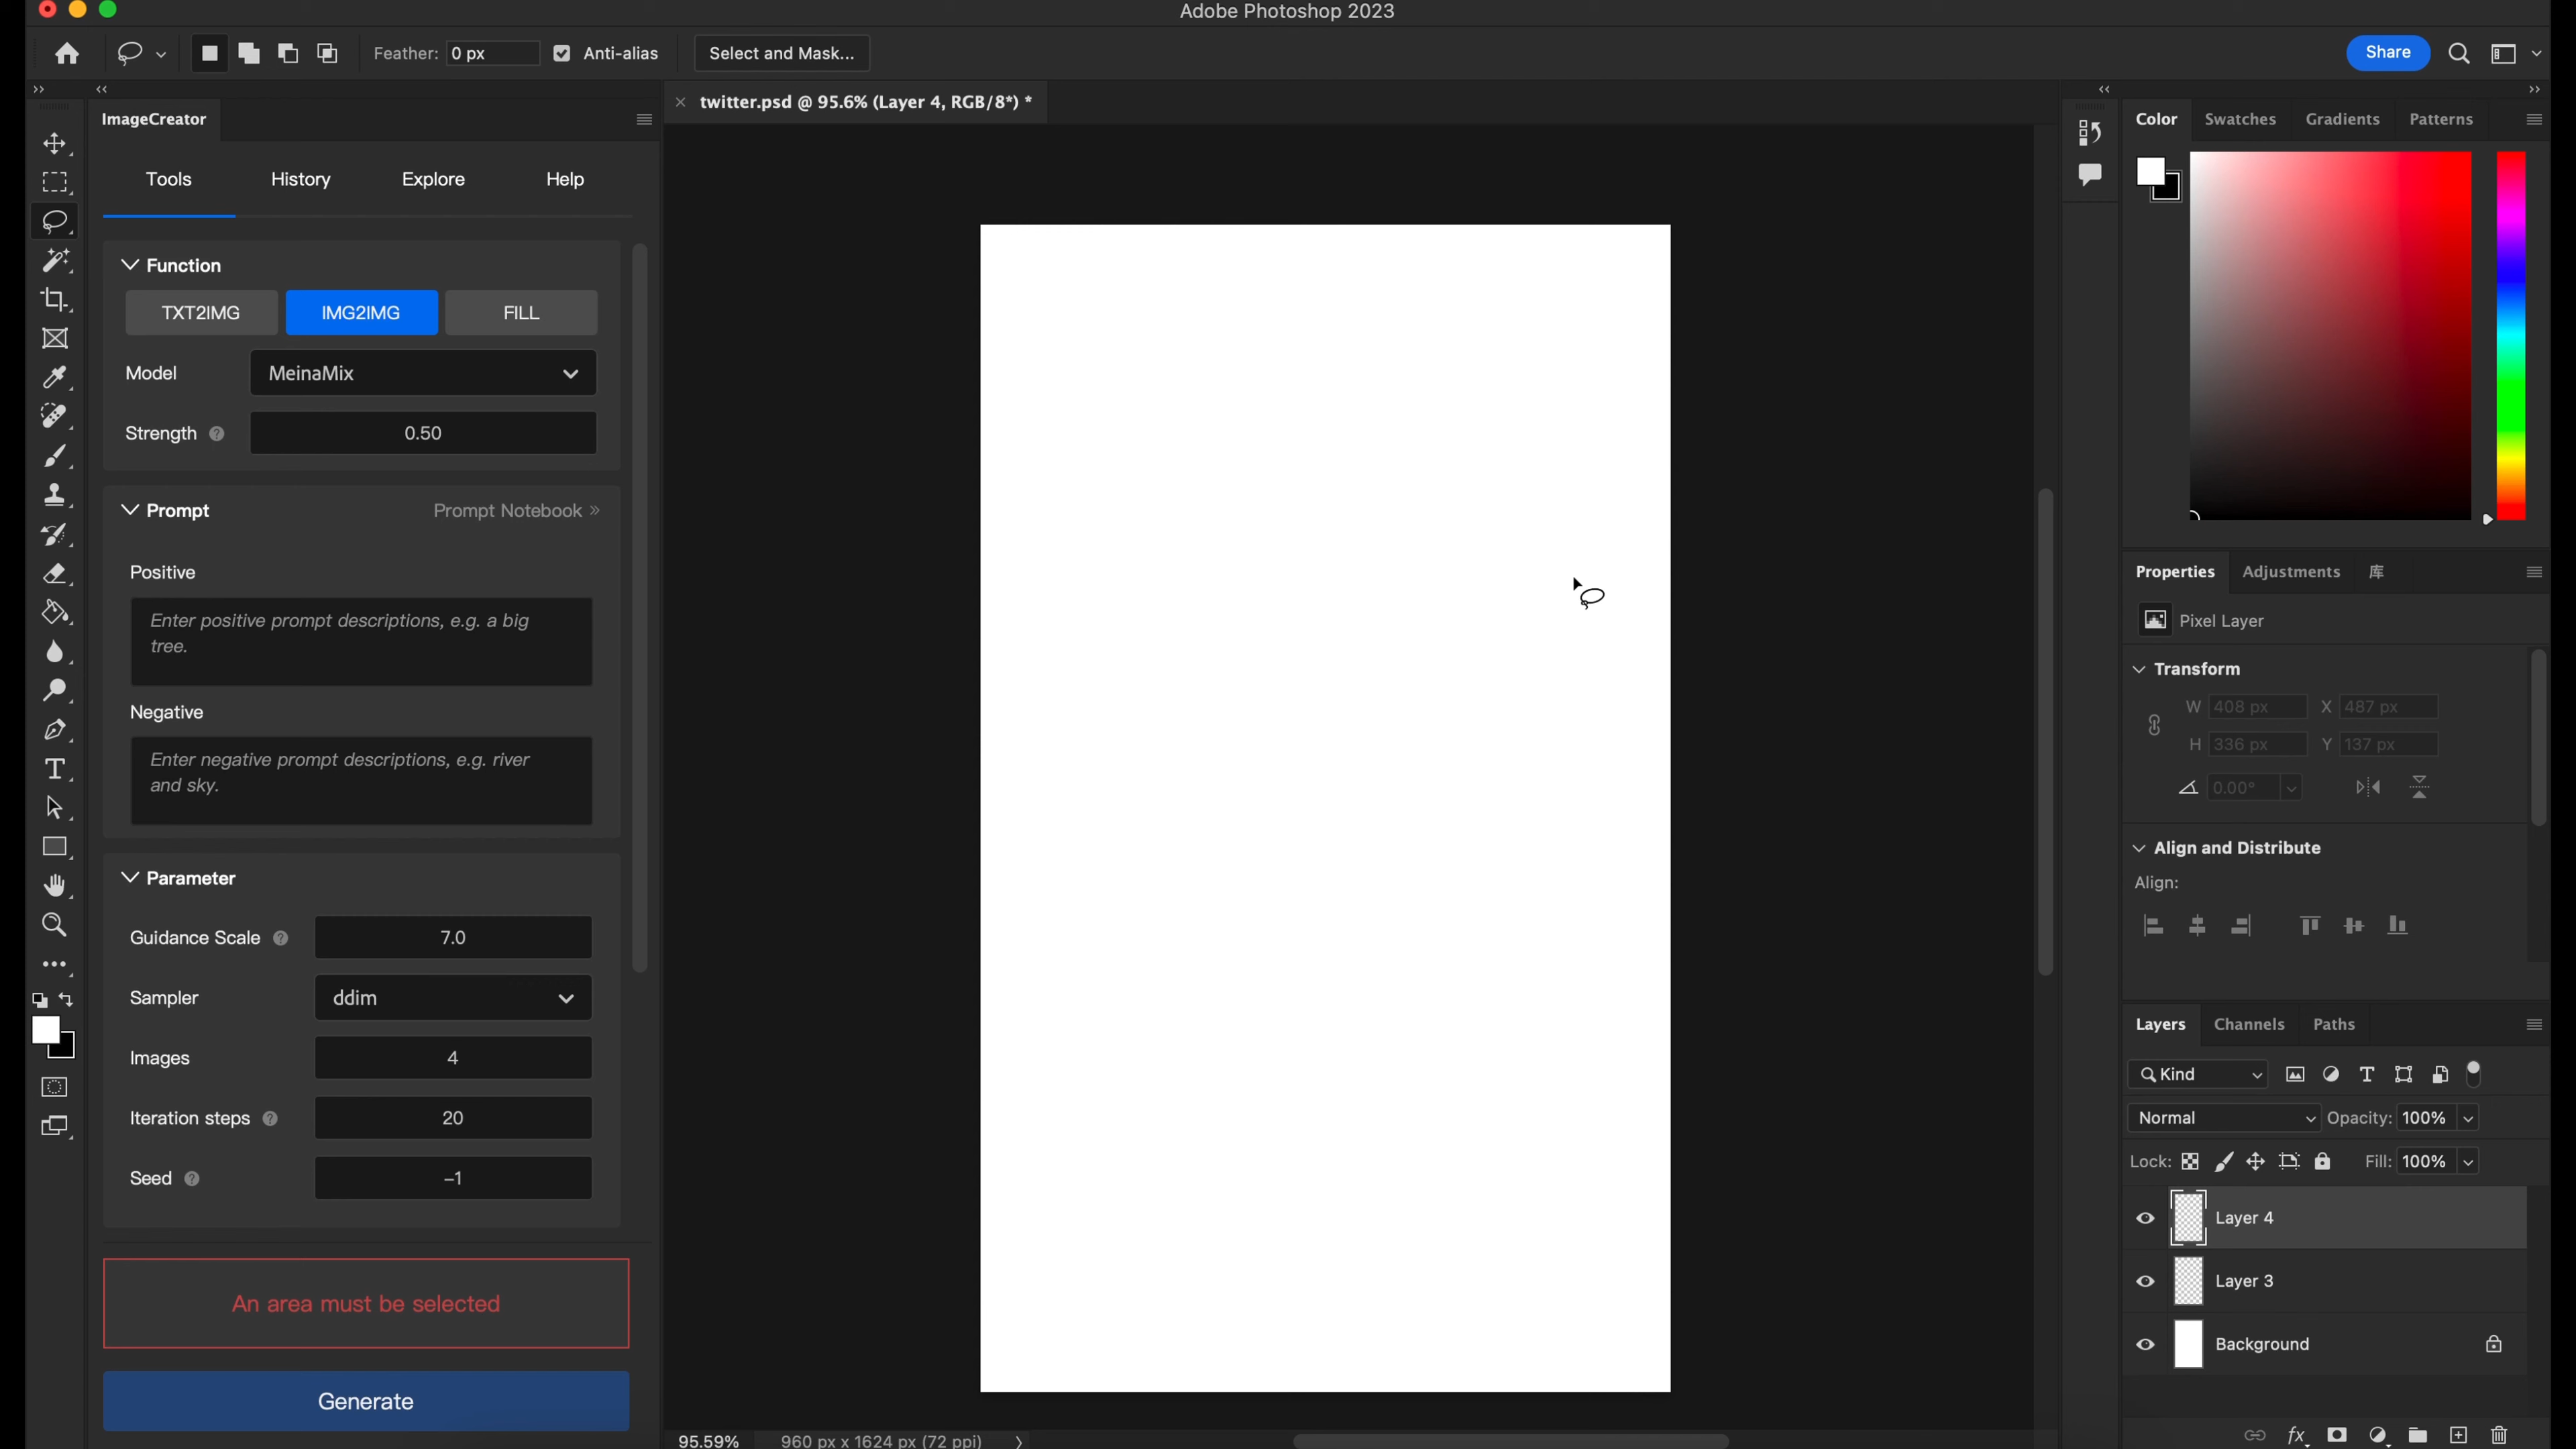 Adobe Photoshop 2023
Feather: 0 px Anti-alias Select and Mask... Share
ImageCreator
Tools History Explore Help
Function
TXT2IMG IMG2IMG FILL
Model MeinaMix
Strength ? 0.50
Prompt Prompt Notebook »
Positive
Enter positive prompt descriptions, e.g. a big
tree.
Negative
Enter negative prompt descriptions, e.g. river
and sky.
Parameter
Guidance Scale ? 7.0
Sampler ddim
Images 4
Iteration steps ? 20
Seed ? -1
An area must be selected
Generate
twitter.psd @ 95.6% (Layer 4, RGB/8*) *
95.59% 960 px x 1624 px (72 ppi)
Color Swatches Gradients Patterns
Properties Adjustments 库
Pixel Layer
Transform
W 408 px X 487 px
H 336 px Y 137 px
0.00°
Align and Distribute
Align:
Layers Channels Paths
Kind
Normal Opacity: 100%
Lock: Fill: 100%
Layer 4
Layer 3
Background
fx